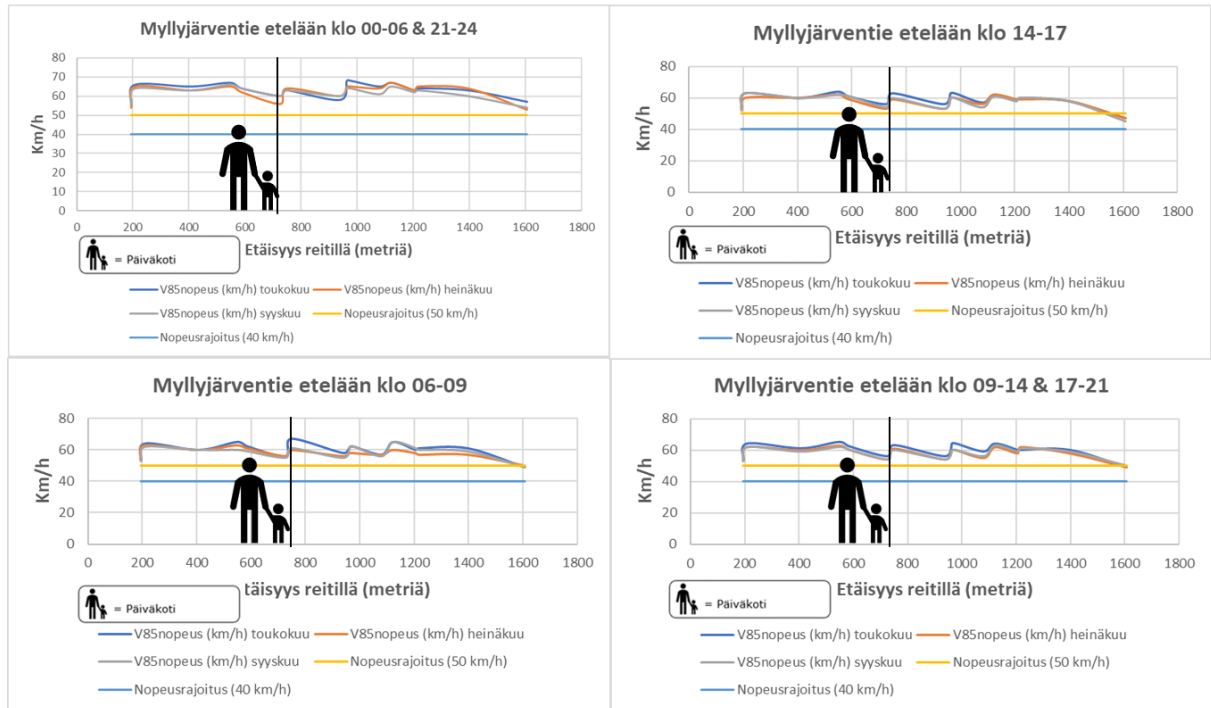 Myllyjärventie etelään klo 00-06 & 21-24
Km/h
80
70
60
50
40
30
20
10
0
0 200 400 600 800 1000 1200 1400 1600 1800
Etäisyys reitillä (metriä)
= Päiväkoti
V85nopeus (km/h) toukokuu V85nopeus (km/h) heinäkuu
V85nopeus (km/h) syyskuu Nopeusrajoitus (50 km/h)
Nopeusrajoitus (40 km/h)
Myllyjärventie etelään klo 14-17
Km/h
80
60
40
20
0
0 200 400 600 800 1000 1200 1400 1600 1800
Etäisyys reitillä (metriä)
= Päiväkoti
V85nopeus (km/h) toukokuu V85nopeus (km/h) heinäkuu
V85nopeus (km/h) syyskuu Nopeusrajoitus (50 km/h)
Nopeusrajoitus (40 km/h)
Myllyjärventie etelään klo 06-09
Km/h
80
60
40
20
0
0 200 400 600 800 1000 1200 1400 1600 1800
täisyys reitillä (metriä)
= Päiväkoti
V85nopeus (km/h) toukokuu V85nopeus (km/h) heinäkuu
V85nopeus (km/h) syyskuu Nopeusrajoitus (50 km/h)
Nopeusrajoitus (40 km/h)
Myllyjärventie etelään klo 09-14 & 17-21
Km/h
80
60
40
20
0
0 200 400 600 800 1000 1200 1400 1600 1800
Etäisyys reitillä (metriä)
= Päiväkoti
V85nopeus (km/h) toukokuu V85nopeus (km/h) heinäkuu
V85nopeus (km/h) syyskuu Nopeusrajoitus (50 km/h)
Nopeusrajoitus (40 km/h)